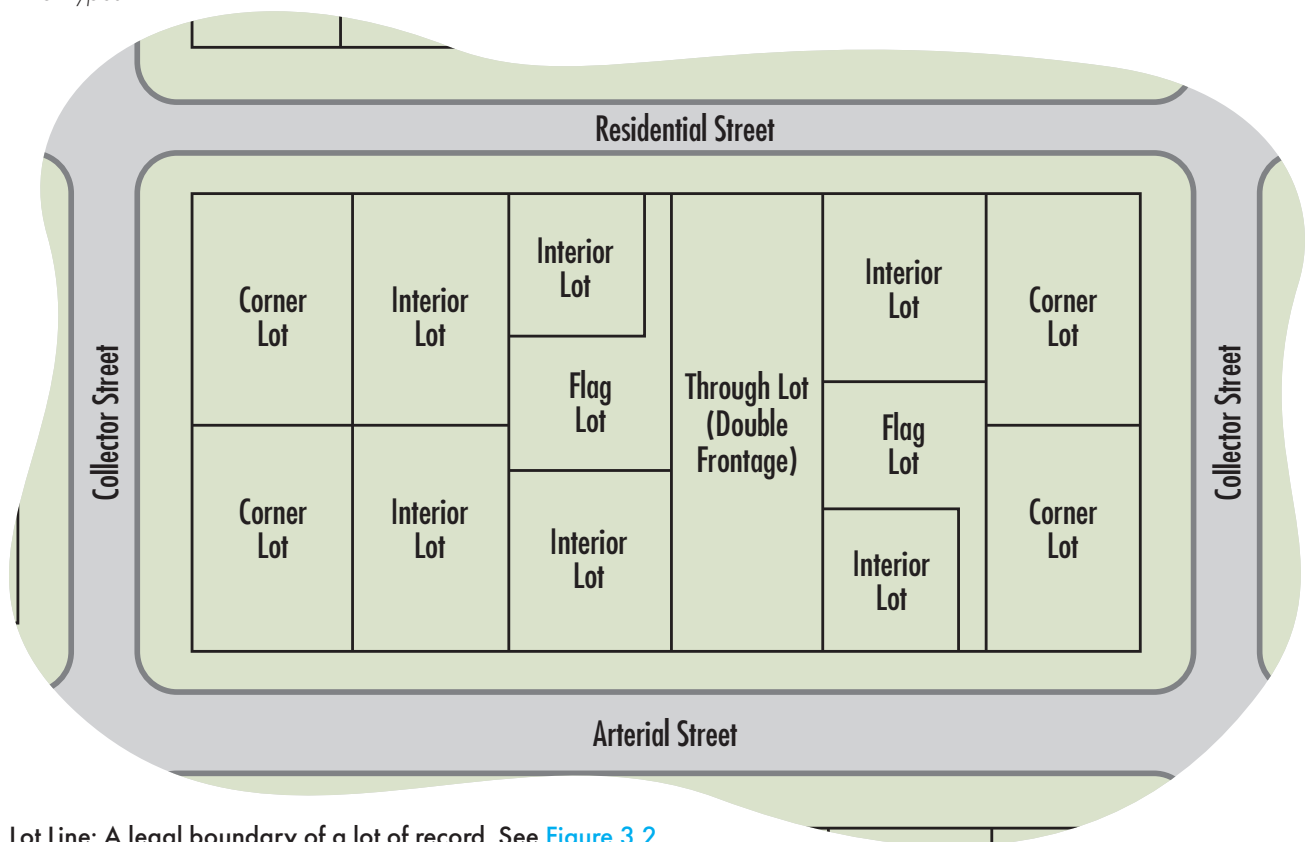 Residential Street
Interior
Lot
Interior
Lot
Corner
Lot
Interior
Lot
Corner
Lot
Collector Street
Flag
Lot
Through Lot
(Double
Frontage)
Flag
Lot
Collector Street
Corner
Lot
Interior
Lot
Interior
Lot
Interior
Lot
Corner
Lot
Arterial Street
Lot Line: A legal boundary of a lot of record. See Figure 3.2